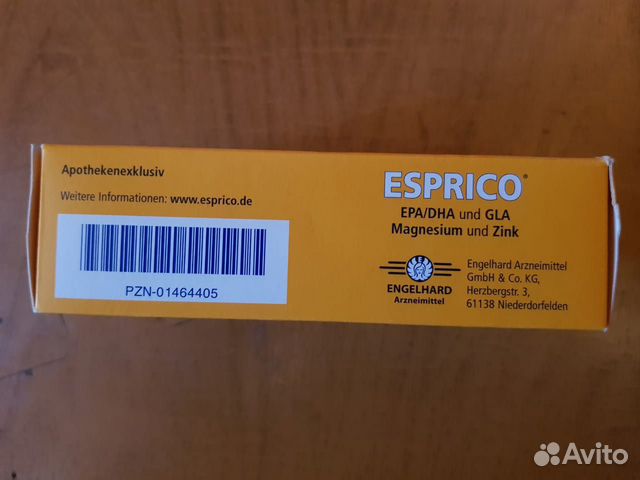 Apothekenexklusiv
Weitere Informationen: www.esprico.de
PZN-01464405
ESPRICO®
EPA/DHA und GLA
Magnesium und Zink
ENGELHARD
Arzneimittel
Engelhard Arzneimittel
GmbH & Co. KG,
Herzbergstr. 3,
61138 Niederdorfelden
Avito